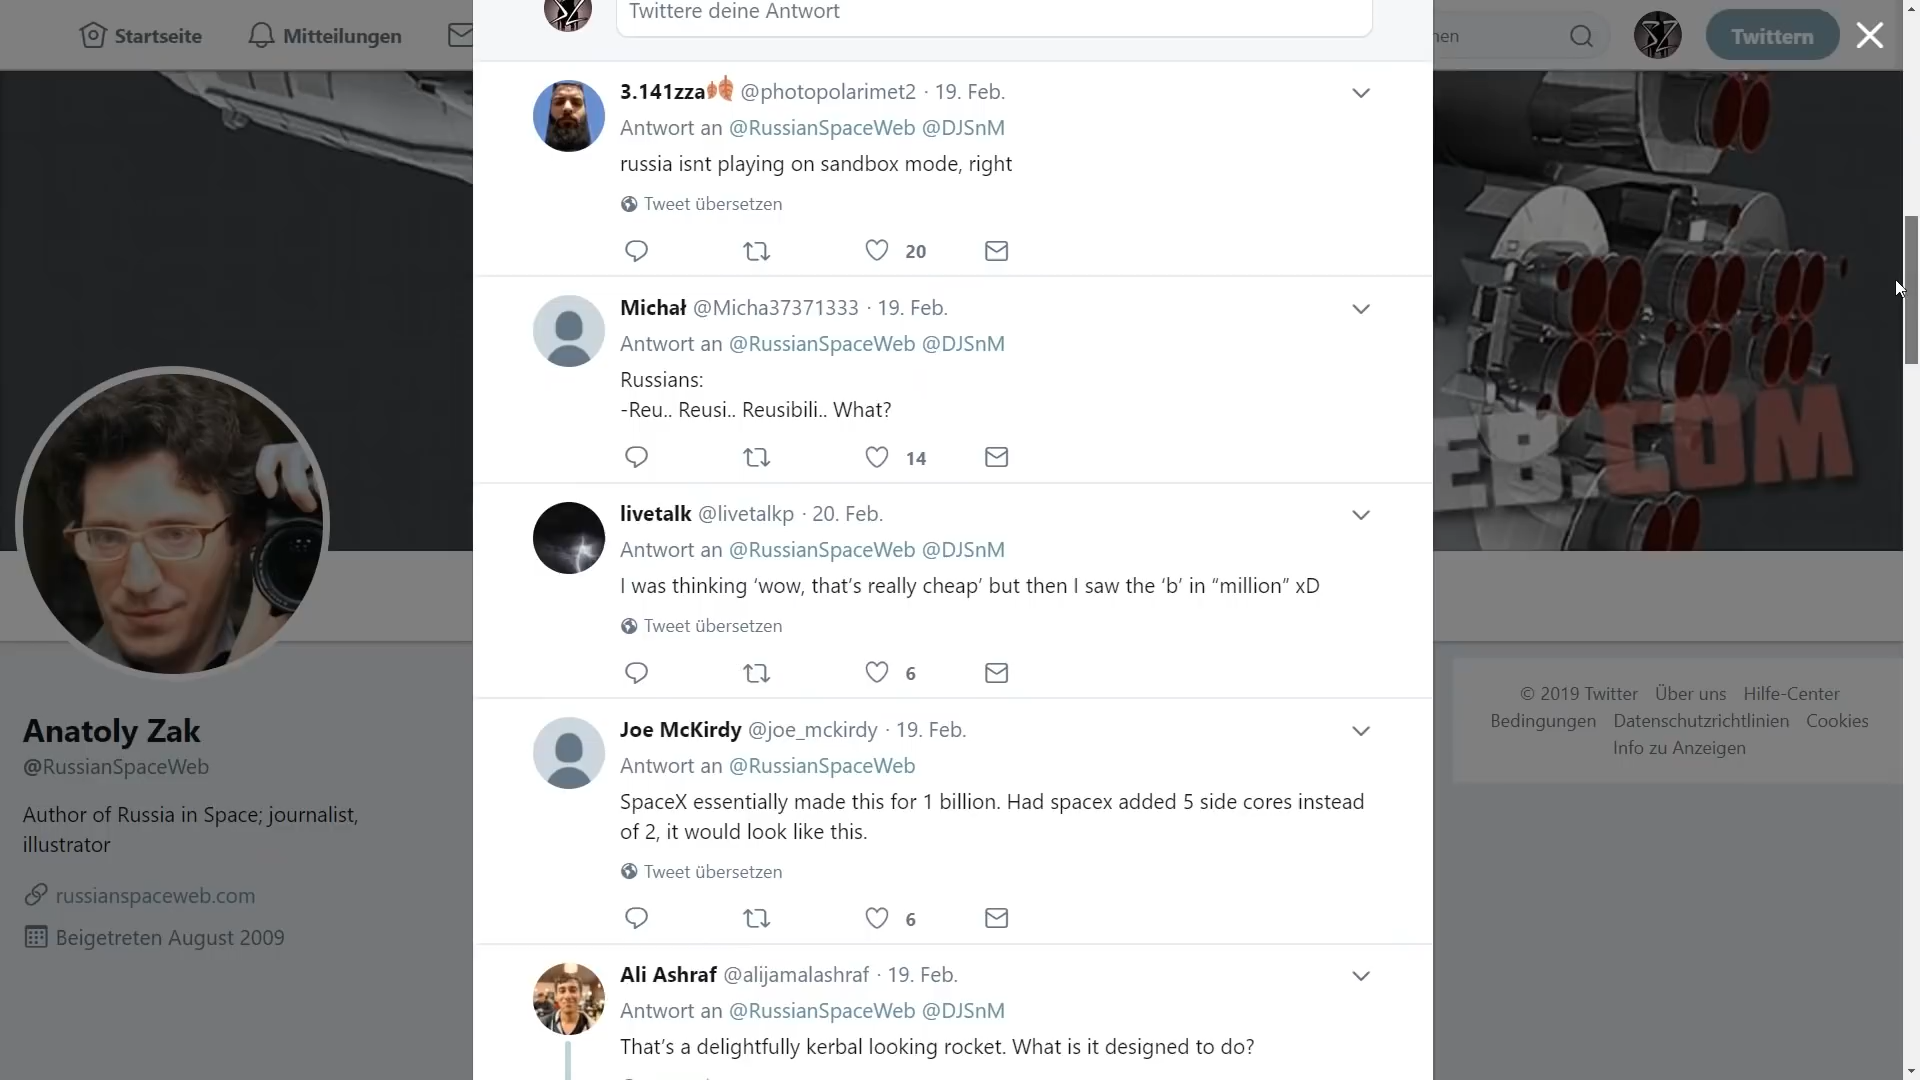 Startseite
Mitteilungen
Twittere deine Antwort
hen
Twittern
3.141zza @photopolarimet2 · 19. Feb.
Antwort an @RussianSpaceWeb @DJSnM
russia isnt playing on sandbox mode, right
Tweet übersetzen
20
Michał @Micha37371333 · 19. Feb.
Antwort an @RussianSpaceWeb @DJSnM
Russians:
-Reu.. Reusi.. Reusibili.. What?
14
livetalk @livetalkp · 20. Feb.
Antwort an @RussianSpaceWeb @DJSnM
I was thinking ‘wow, that’s really cheap’ but then I saw the ‘b’ in “million” xD
Tweet übersetzen
6
Joe McKirdy @joe_mckirdy · 19. Feb.
Antwort an @RussianSpaceWeb
SpaceX essentially made this for 1 billion. Had spacex added 5 side cores instead
of 2, it would look like this.
Tweet übersetzen
6
Ali Ashraf @alijamalashraf · 19. Feb.
Antwort an @RussianSpaceWeb @DJSnM
That’s a delightfully kerbal looking rocket. What is it designed to do?
Anatoly Zak
@RussianSpaceWeb
Author of Russia in Space; journalist,
illustrator
russianspaceweb.com
Beigetreten August 2009
EB.COM
© 2019 Twitter Über uns Hilfe-Center
Bedingungen Datenschutzrichtlinien Cookies
Info zu Anzeigen